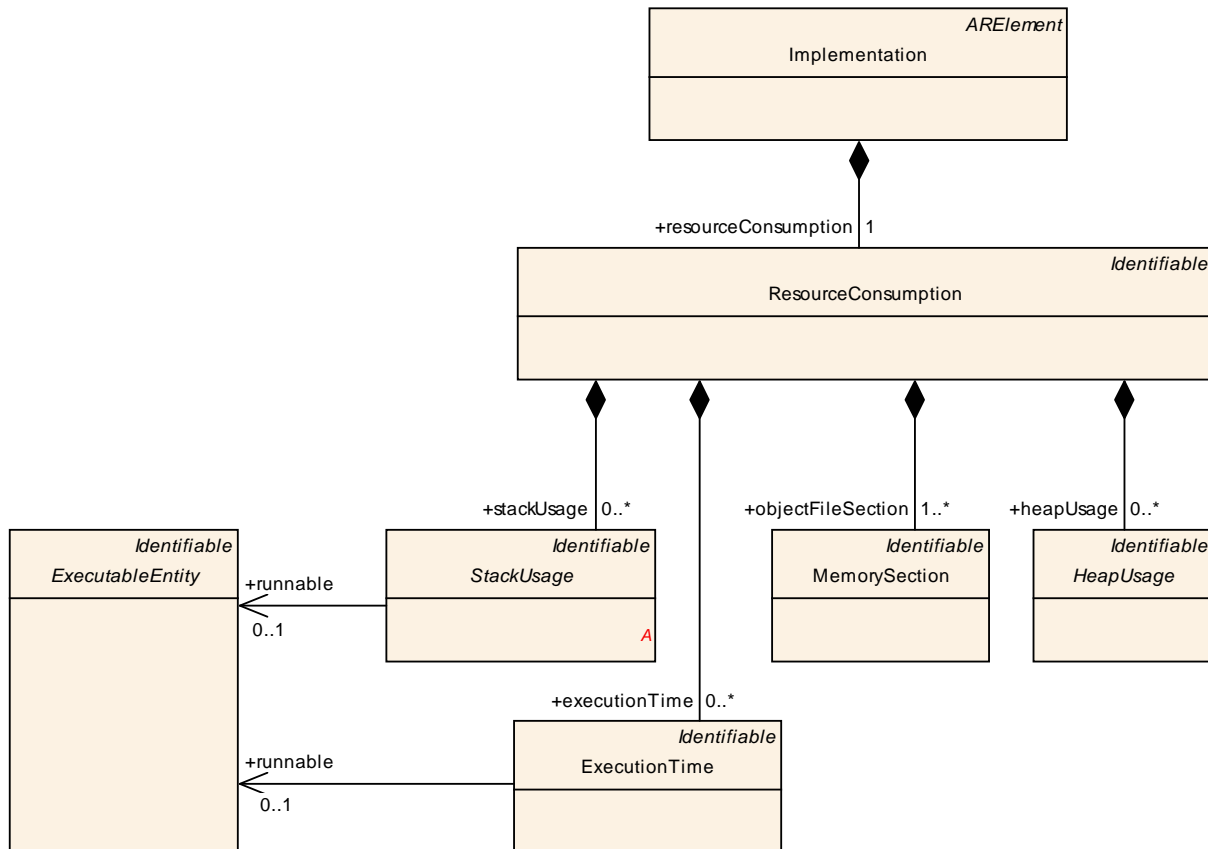 ARElement
Implementation
+resourceConsumption 1
Identifiable
ResourceConsumption
+stackUsage 0..*
+objectFileSection 1..*
+heapUsage 0..*
Identifiable
ExecutableEntity
Identifiable
StackUsage
A
Identifiable
MemorySection
Identifiable
HeapUsage
+runnable
0..1
+executionTime 0..*
Identifiable
ExecutionTime
+runnable
0..1